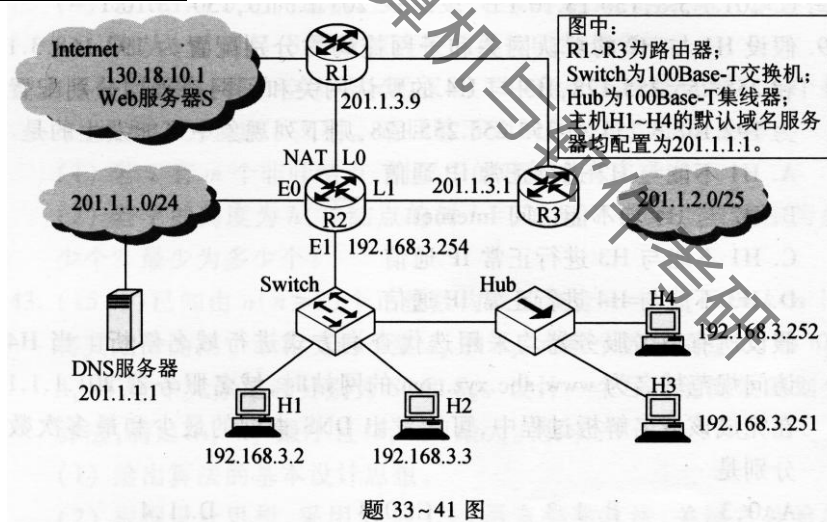 Internet
130.18.10.1
Web服务器S
R1
201.1.3.9
图中：
R1~R3为路由器；
Switch为100Base-T交换机；
Hub为100Base-T集线器；
主机H1~H4的默认域名服务
器均配置为201.1.1.1。
NAT L0
E0 L1
R2
201.1.3.1
R3
201.1.1.0/24
201.1.2.0/25
E1 192.168.3.254
Switch
Hub
H4
192.168.3.252
DNS服务器
201.1.1.1
H1
H2
H3
192.168.3.251
192.168.3.2
192.168.3.3
题 33~41 图